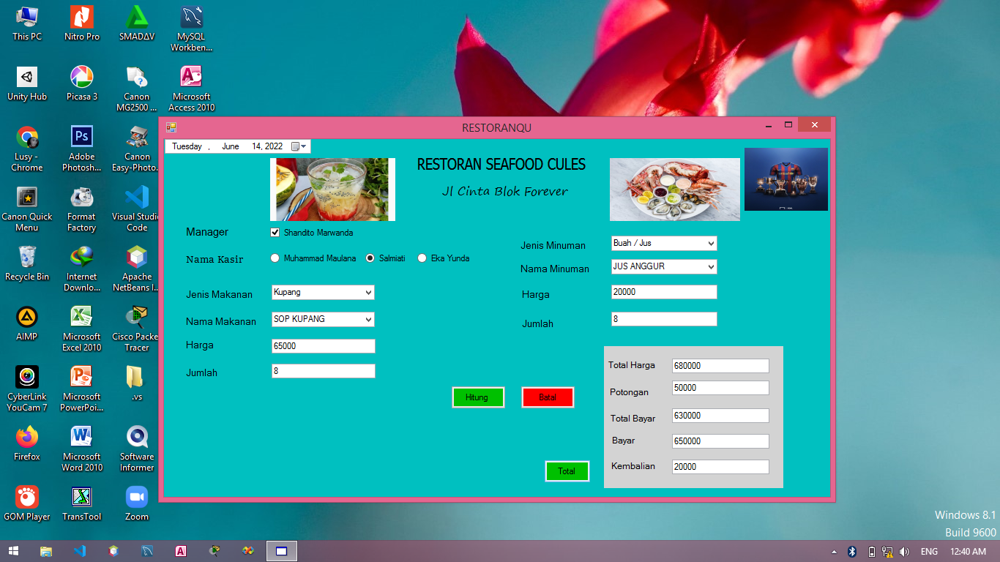 This PC
Nitro Pro
SMADΔV
MySQL
Workben...
Unity Hub
Picasa 3
Canon
MG2500 ...
Microsoft
Access 2010
Lusy -
Chrome
Adobe
Photosh...
Canon
Easy-Photo...
Canon Quick
Menu
Format
Factory
Visual Studio
Code
Recycle Bin
Internet
Downlo...
Apache
NetBeans I...
AIMP
Microsoft
Excel 2010
Cisco Packe
Tracer
CyberLink
YouCam 7
Microsoft
PowerPoi...
.vs
Firefox
Microsoft
Word 2010
Software
Informer
GOM Player
TransTool
Zoom
RESTORANQU
Tuesday , June 14, 2022
RESTORAN SEAFOOD CULES
Jl Cinta Blok Forever
Manager
Shandito Marwanda
Nama Kasir
Muhammad Maulana
Salmiati
Eka Yunda
Jenis Makanan
Kupang
Nama Makanan
SOP KUPANG
Harga
65000
Jumlah
8
Jenis Minuman
Buah / Jus
Nama Minuman
JUS ANGGUR
Harga
20000
Jumlah
8
Hitung
Batal
Total
Total Harga
680000
Potongan
50000
Total Bayar
630000
Bayar
650000
Kembalian
20000
Windows 8.1
Build 9600
ENG
12:40 AM